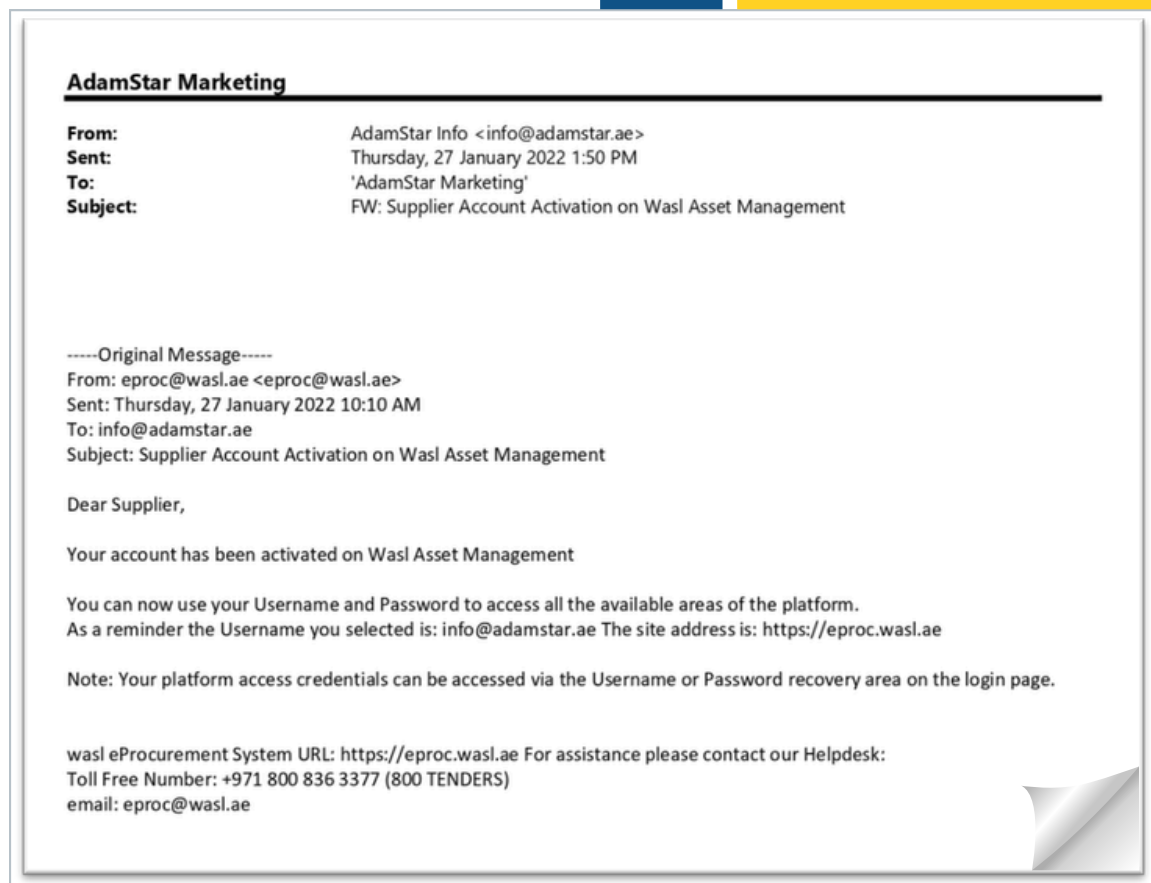 AdamStar Marketing
From: AdamStar Info <info@adamstar.ae>
Sent: Thursday, 27 January 2022 1:50 PM
To: 'AdamStar Marketing'
Subject: FW: Supplier Account Activation on Wasl Asset Management
-----Original Message-----
From: eproc@wasl.ae <eproc@wasl.ae>
Sent: Thursday, 27 January 2022 10:10 AM
To: info@adamstar.ae
Subject: Supplier Account Activation on Wasl Asset Management
Dear Supplier,
Your account has been activated on Wasl Asset Management
You can now use your Username and Password to access all the available areas of the platform.
As a reminder the Username you selected is: info@adamstar.ae The site address is: https://eproc.wasl.ae
Note: Your platform access credentials can be accessed via the Username or Password recovery area on the login page.
wasl eProcurement System URL: https://eproc.wasl.ae For assistance please contact our Helpdesk:
Toll Free Number: +971 800 836 3377 (800 TENDERS)
email: eproc@wasl.ae